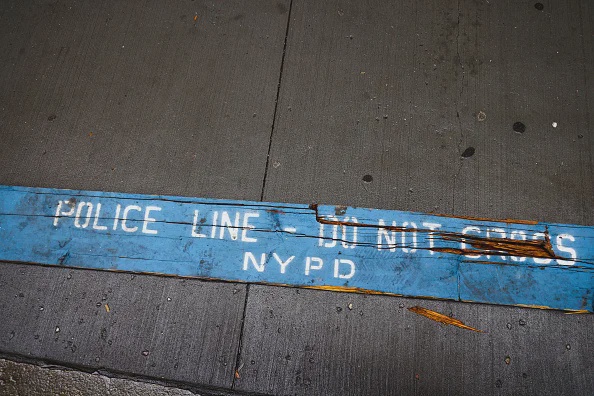 POLICE LINE - DO NOT CROSS
NYPD